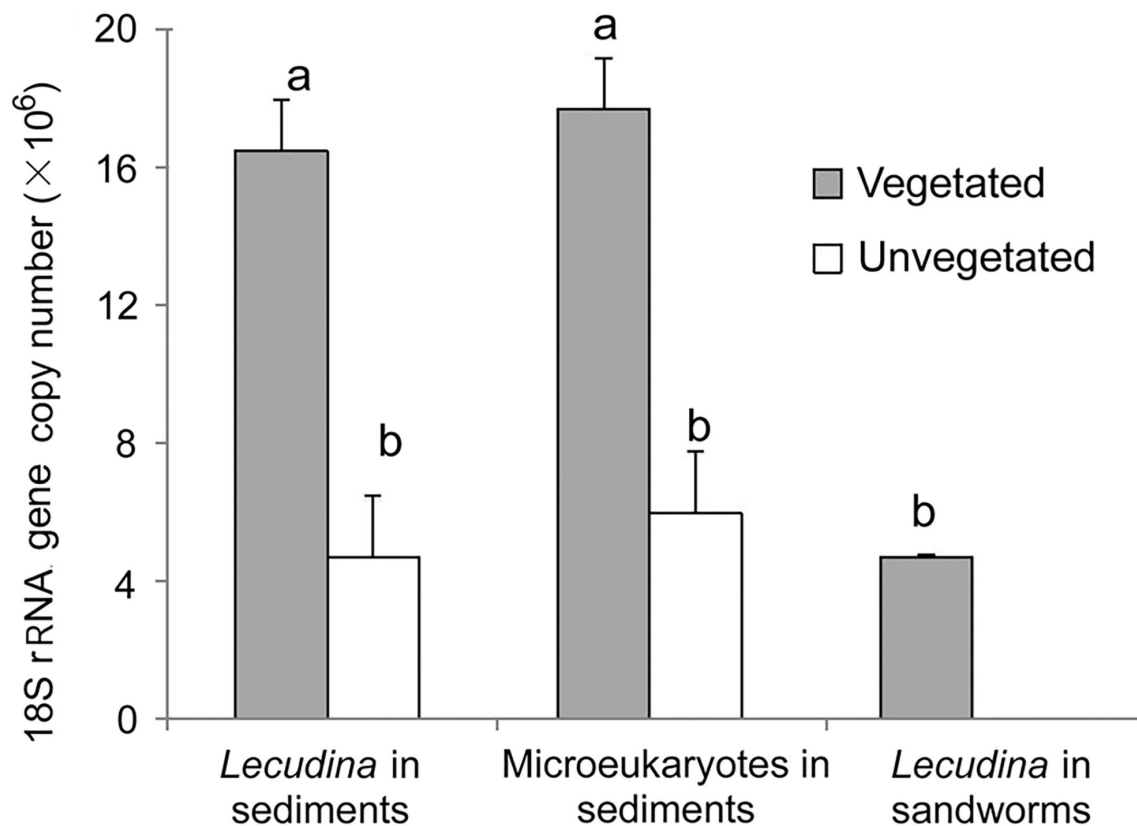 18S rRNA. gene copy number (×10⁶)
20
16
12
8
4
0
a
b
a
b
b
Vegetated
Unvegetated
Lecudina in
sediments
Microeukaryotes in
sediments
Lecudina in
sandworms